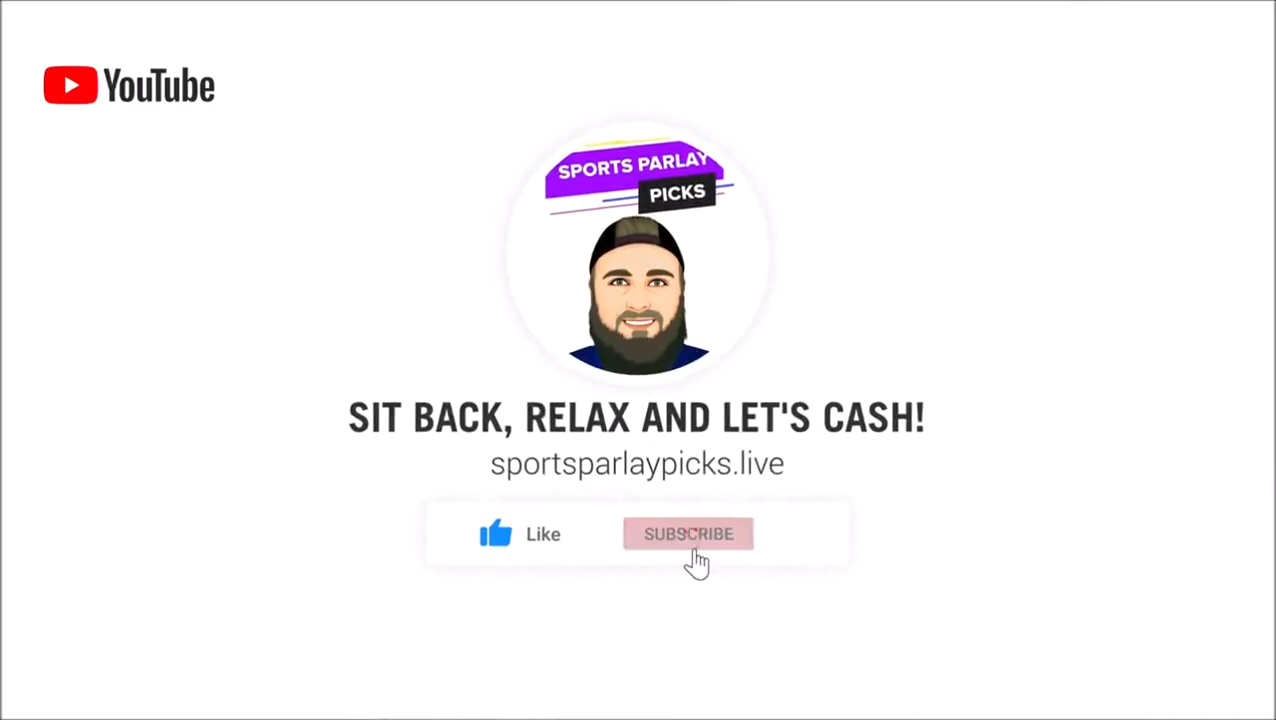 YouTube
SPORTS PARLAY
PICKS
SIT BACK, RELAX AND LET'S CASH!
sportsparlaypicks.live
Like
SUBSCRIBE